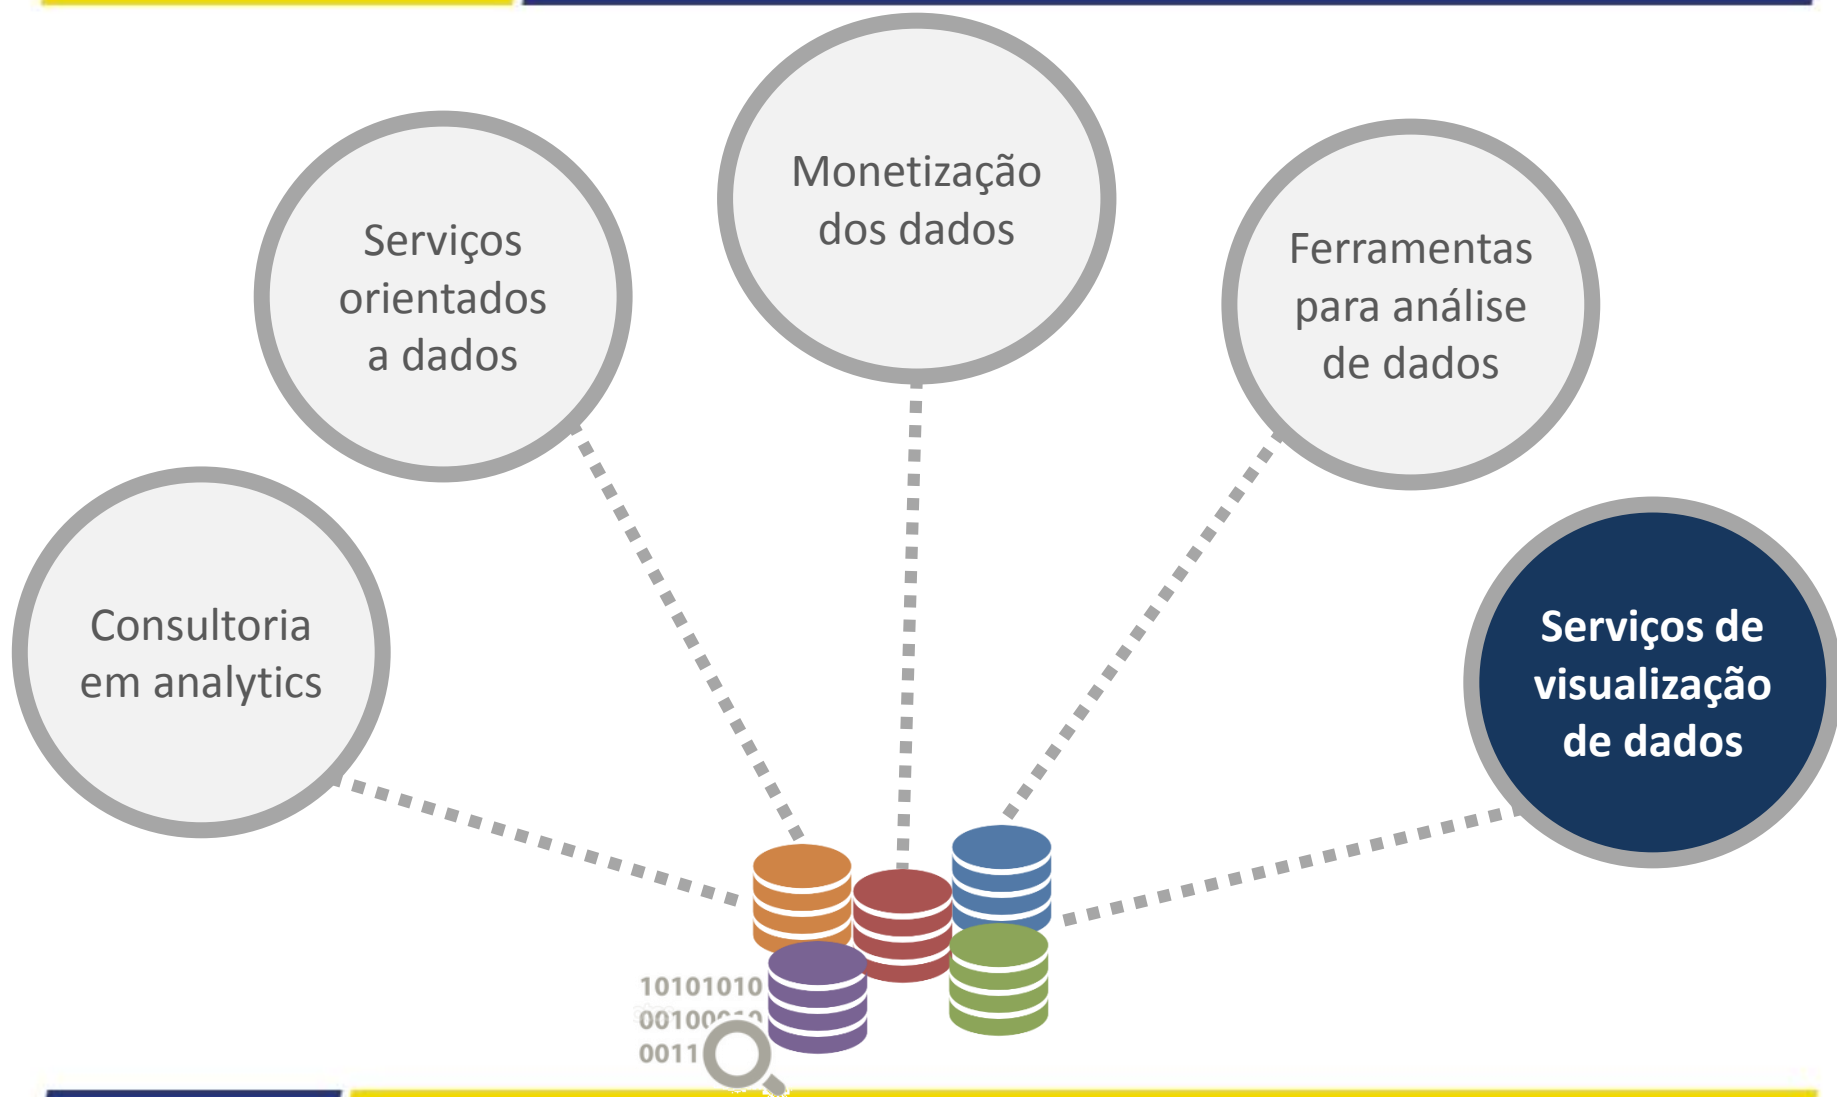 Monetização
dos dados
Serviços
orientados
a dados
Ferramentas
para análise
de dados
Consultoria
em analytics
Serviços de
visualização
de dados
10101010
0011